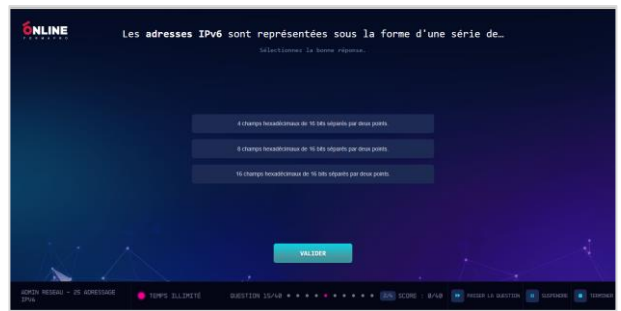 ONLINE
FORMAPRO
Les adresses IPv6 sont représentées sous la forme d'une série de…
Sélectionnez la bonne réponse.
4 champs hexadécimaux de 16 bits séparés par deux points.
8 champs hexadécimaux de 16 bits séparés par deux points.
16 champs hexadécimaux de 16 bits séparés par deux points.
VALIDER
ADMIN RESEAU - 25 ADRESSAGE IPV6
TEMPS ILLIMITÉ
QUESTION 15/40
SCORE : 0/40
PASSER LA QUESTION
SUSPENDRE
TERMINER